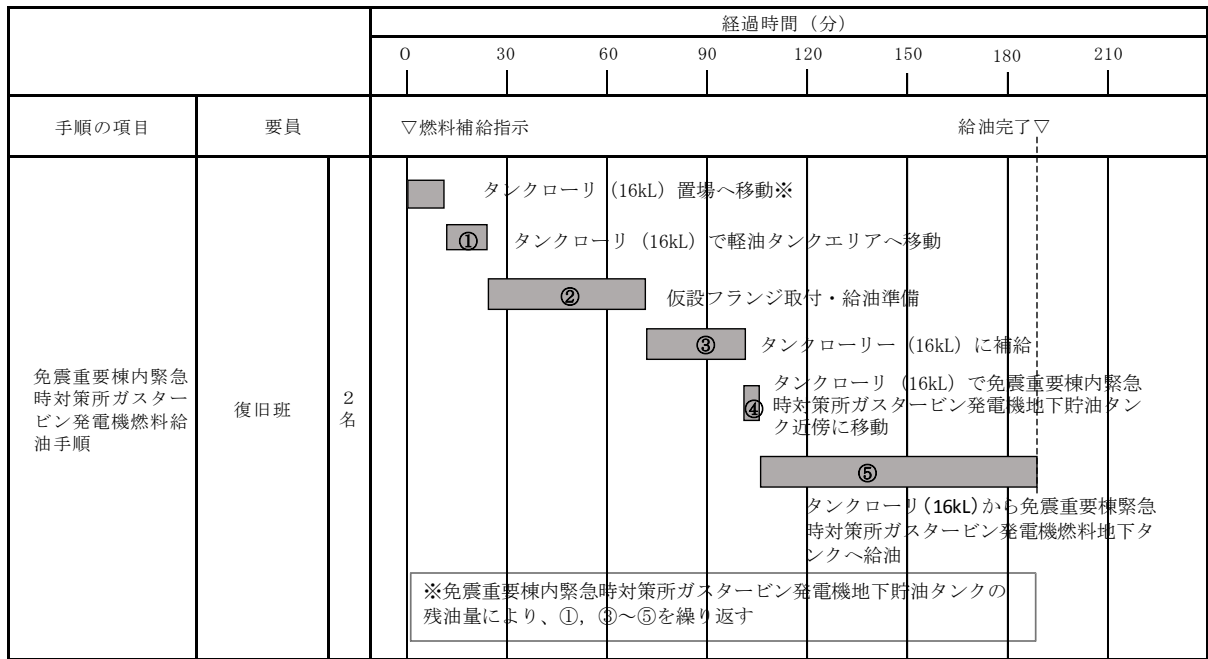 経過時間（分）
0 30 60 90 120 150 180 210
手順の項目 要員 ▽燃料補給指示 給油完了▽
タンクローリ（16kL）置場へ移動※
① タンクローリ（16kL）で軽油タンクエリアへ移動
② 仮設フランジ取付・給油準備
③ タンクローリー（16kL）に補給
免震重要棟内緊急
時対策所ガスター
ビン発電機燃料給
油手順
復旧班
2
名
タンクローリ（16kL）で免震重要棟内緊急
④ 時対策所ガスタービン発電機地下貯油タン
ク近傍に移動
⑤
タンクローリ（16kL）から免震重要棟緊急
時対策所ガスタービン発電機燃料地下タ
ンクへ給油
※免震重要棟内緊急時対策所ガスタービン発電機地下貯油タンクの
残油量により、①，③～⑤を繰り返す